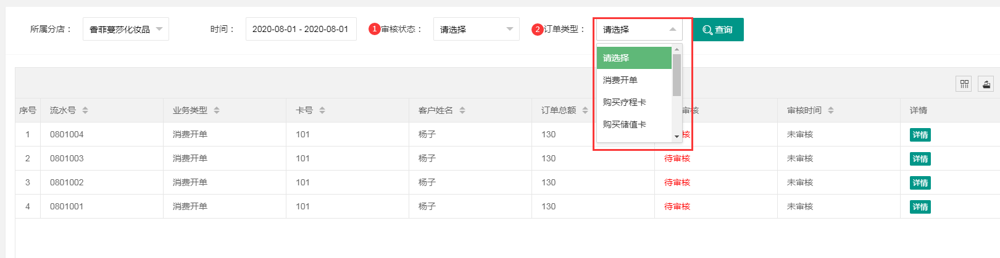 所属分店： 香菲蔓莎化妆品 时间： 2020-08-01 - 2020-08-01 1 审核状态： 请选择 2 订单类型： 请选择 查询
请选择
消费开单
购买疗程卡
购买储值卡
序号 流水号 业务类型 卡号 客户姓名 订单总额 审核 审核时间 详情
1 0801004 消费开单 101 杨子 130 核 未审核 详情
2 0801003 消费开单 101 杨子 130 待审核 未审核 详情
3 0801002 消费开单 101 杨子 130 待审核 未审核 详情
4 0801001 消费开单 101 杨子 130 待审核 未审核 详情